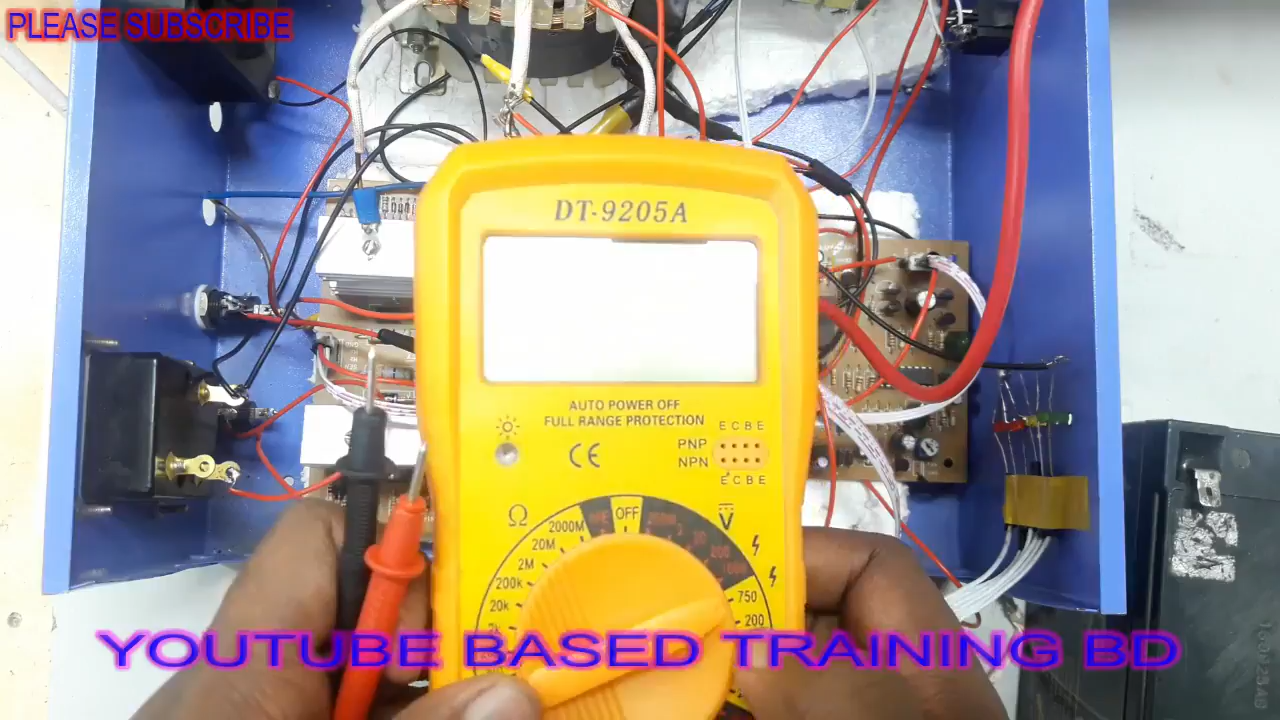 PLEASE SUBSCRIBE
DT-9205A
AUTO POWER OFF
FULL RANGE PROTECTION
E C B E
PNP
NPN
E C B E
CE
Ω
OFF
2000M
20M
2M
200k
20k
V
200
750
200
YOUTUBE BASED TRAINING BD